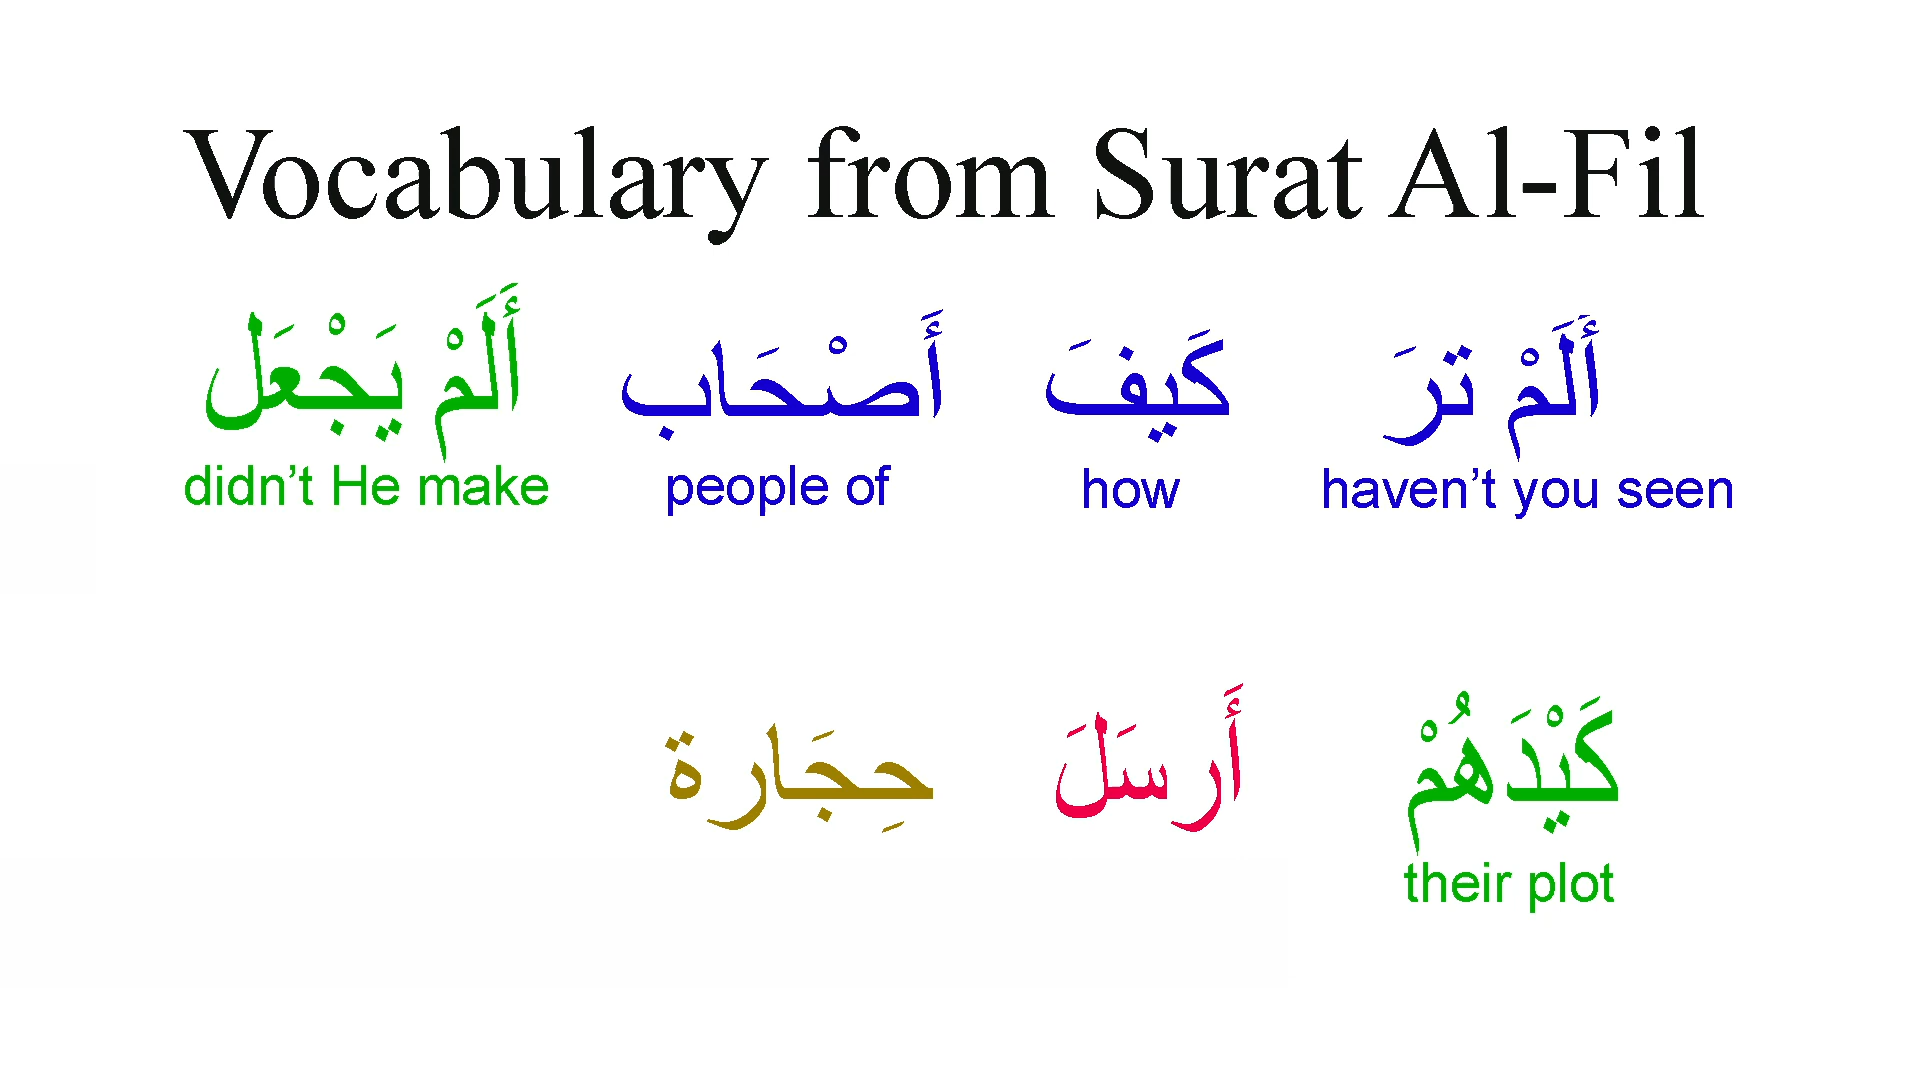 Vocabulary from Surat Al-Fil
أَلَمْ ترَ كَيفَ أَصْحَاب أَلَمْ يَجْعَل
haven’t you seen how people of didn’t He make
كَيْدَهُمْ أَرسَلَ حِجَارة
their plot